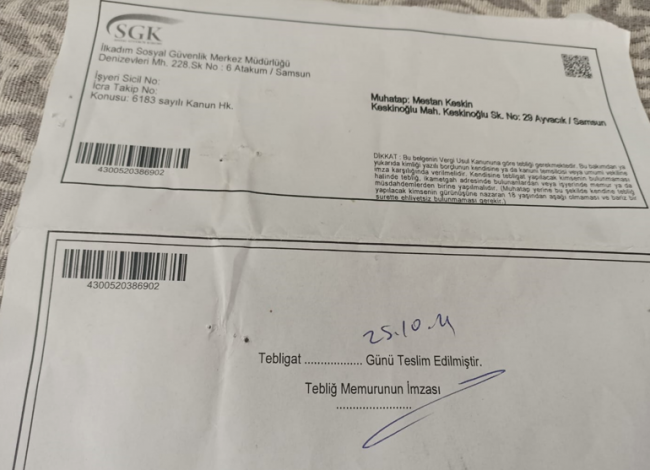 SGK
İlkadım Sosyal Güvenlik Merkez Müdürlüğü
Denizevleri Mh. 228.Sk No : 6 Atakum / Samsun
İşyeri Sicil No:
İcra Takip No:
Konusu: 6183 sayılı Kanun Hk.
Muhatap: Mestan Keskin
Keskinoğlu Mah. Keskinoğlu Sk. No: 29 Ayvacık / Samsun
4300520386902
DİKKAT : Bu belgenin Vergi Usul Kanununa göre tebliği gerekmektedir. Bu bakımdan ya
yukarıda kimliği yazılı borçlunun kendisine ya da kanuni temsilcisi veya umumi vekiline
imza karşılığında verilmelidir. Kendisine tebligat yapılacak kimsenin bulunmaması
halinde tebliğ, ikametgah adresinde bulunanlardan veya işyerinde memur ya da
müstahdemlerden birine yapılmalıdır. (Muhatap yerine bu şekilde kendine tebliğ
yapılacak kimsenin görünüşüne nazaran 18 yaşından aşağı olmaması ve bariz bir
surette ehliyetsiz bulunmaması gerekir.)
4300520386902
25.10.
Tebligat .................. Günü Teslim Edilmiştir.
Tebliğ Memurunun İmzası
......................